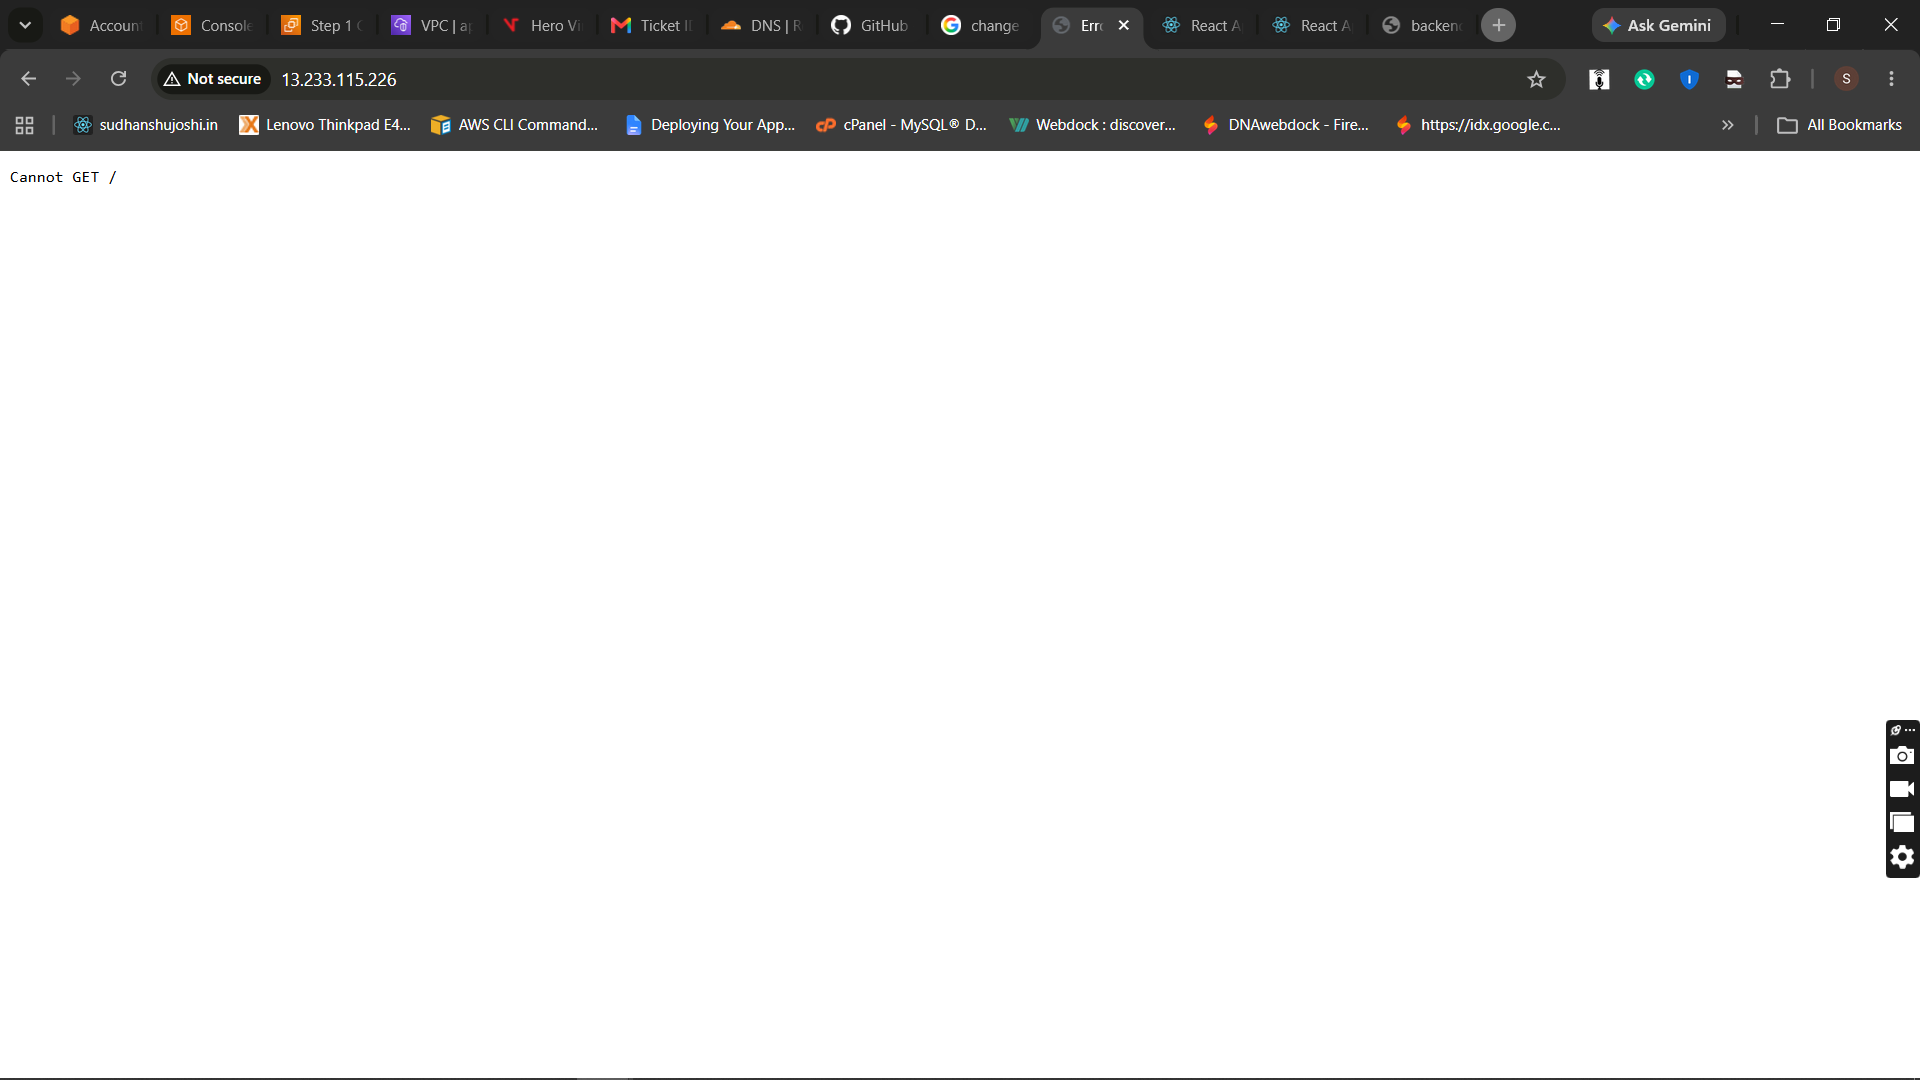 Account
Console
Step 1
VPC | a
Hero Vi
Ticket I
DNS | R
GitHub
change
Err
React A
React A
backen
Ask Gemini
Not secure
13.233.115.226
S
sudhanshujoshi.in
Lenovo Thinkpad E4...
AWS CLI Command...
Deploying Your App...
cPanel - MySQL® D...
Webdock : discover...
DNAwebdock - Fire...
https://idx.google.c...
All Bookmarks
Cannot GET /